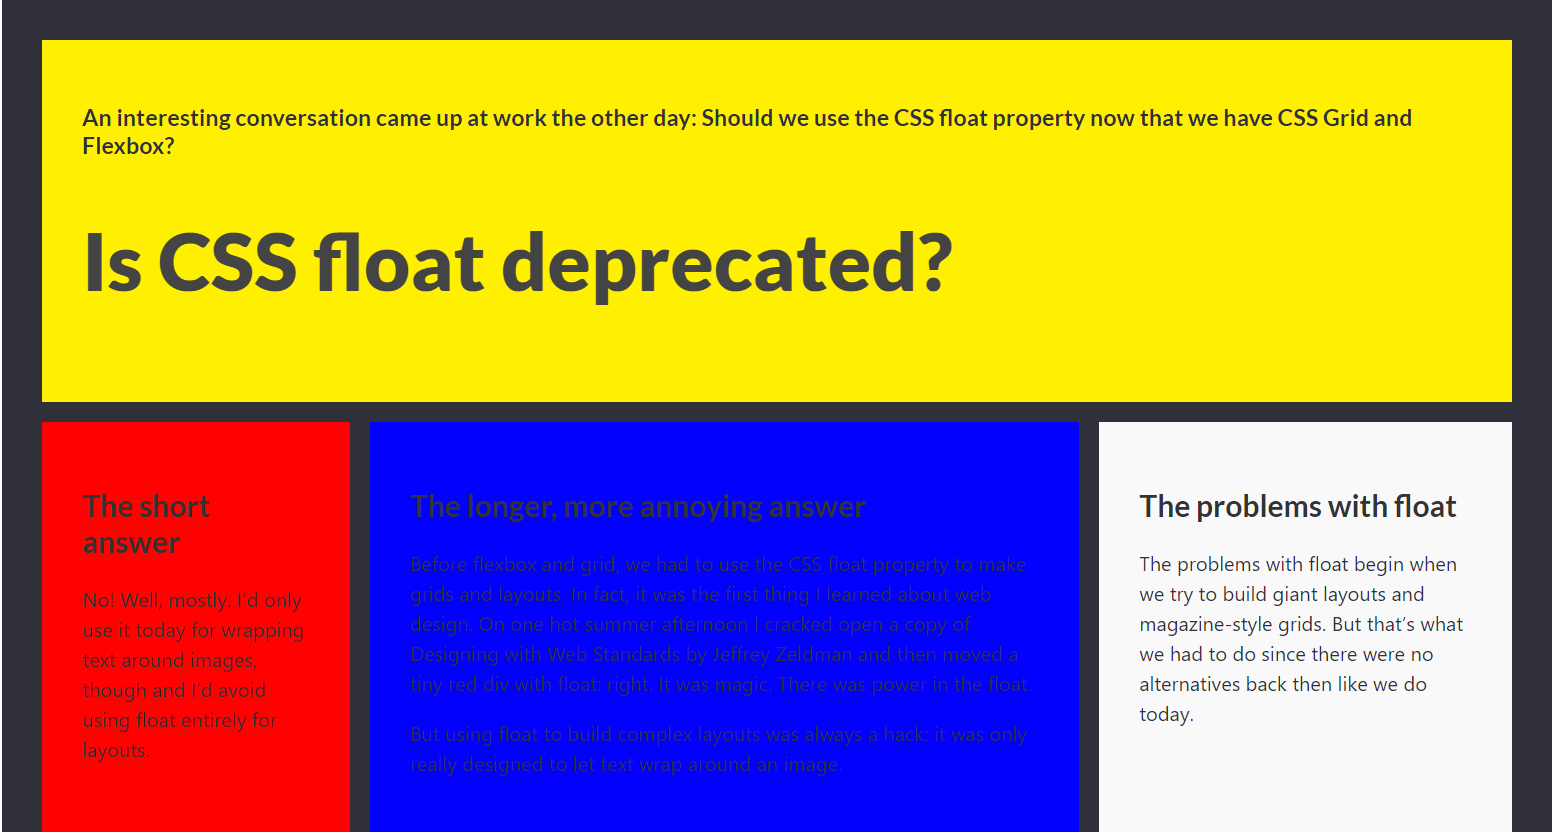 An interesting conversation came up at work the other day: Should we use the CSS float property now that we have CSS Grid and
Flexbox?
Is CSS float deprecated?
The short
answer
No! Well, mostly. I’d only
use it today for wrapping
text around images,
though and I’d avoid
using float entirely for
layouts.
The longer, more annoying answer
Before flexbox and grid, we had to use the CSS float property to make
grids and layouts. In fact, it was the first thing I learned about web
design. On one hot summer afternoon I cracked open a copy of
Designing with Web Standards by Jeffrey Zeldman and then moved a
tiny red div with float: right. It was magic. There was power in the float.
But using float to build complex layouts was always a hack: it was only
really designed to let text wrap around an image.
The problems with float
The problems with float begin when
we try to build giant layouts and
magazine-style grids. But that’s what
we had to do since there were no
alternatives back then like we do
today.